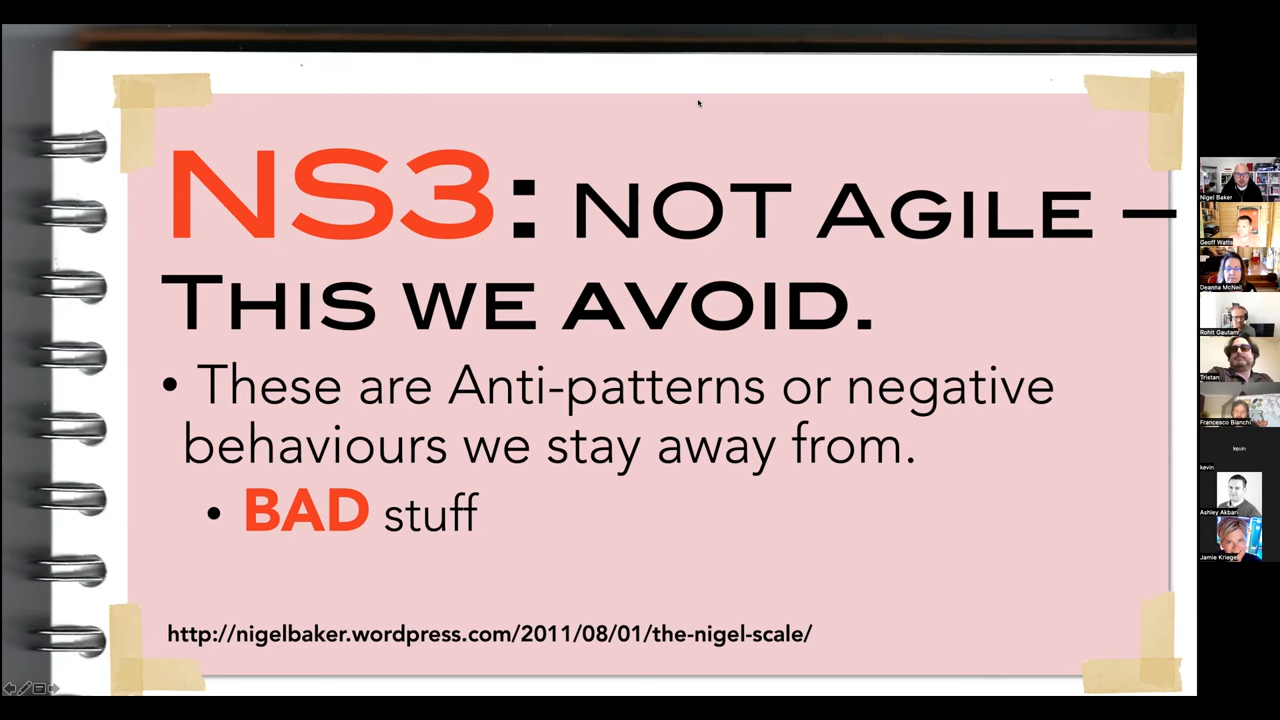 NS3: NOT AGILE –
THIS WE AVOID.
• These are Anti-patterns or negative
behaviours we stay away from.
• BAD stuff
http://nigelbaker.wordpress.com/2011/08/01/the-nigel-scale/
Nigel Baker
Geoff Watts
Deanna McNeil
Rohit Gautam
Tristan
Francesco Bianchi
kevin
kevin
Ashley Akbari
Jamie Kriegel